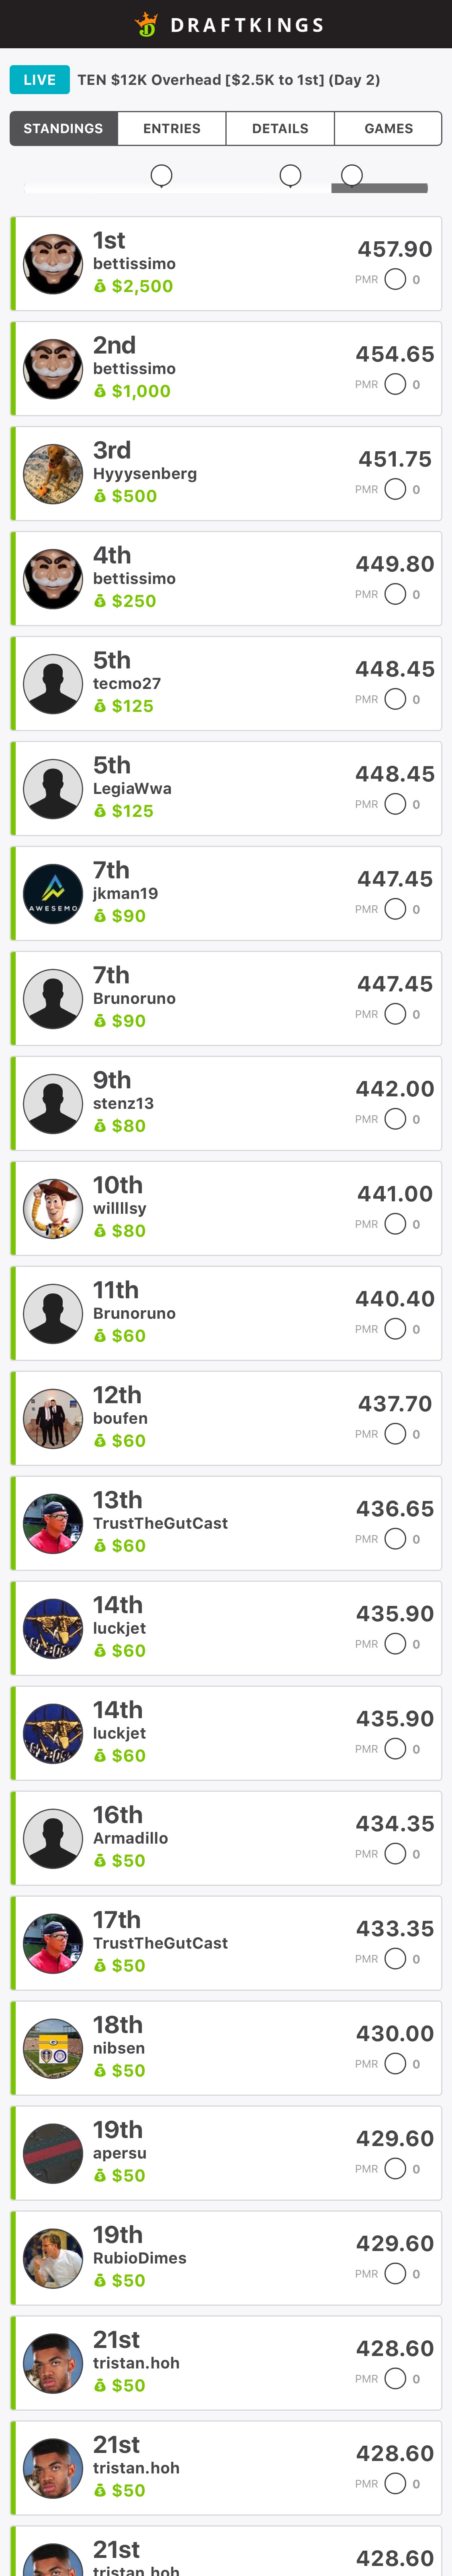 DRAFTKINGS
LIVE TEN $12K Overhead [$2.5K to 1st] (Day 2)
STANDINGS ENTRIES DETAILS GAMES
1st
bettissimo
$2,500
457.90
PMR 0
2nd
bettissimo
$1,000
454.65
PMR 0
3rd
Hyyysenberg
$500
451.75
PMR 0
4th
bettissimo
$250
449.80
PMR 0
5th
tecmo27
$125
448.45
PMR 0
5th
LegiaWwa
$125
448.45
PMR 0
AWESEMO
7th
jkman19
$90
447.45
PMR 0
7th
Brunoruno
$90
447.45
PMR 0
9th
stenz13
$80
442.00
PMR 0
10th
willllsy
$80
441.00
PMR 0
11th
Brunoruno
$60
440.40
PMR 0
12th
boufen
$60
437.70
PMR 0
13th
TrustTheGutCast
$60
436.65
PMR 0
14th
luckjet
$60
435.90
PMR 0
14th
luckjet
$60
435.90
PMR 0
16th
Armadillo
$50
434.35
PMR 0
17th
TrustTheGutCast
$50
433.35
PMR 0
18th
nibsen
$50
430.00
PMR 0
19th
apersu
$50
429.60
PMR 0
19th
RubioDimes
$50
429.60
PMR 0
21st
tristan.hoh
$50
428.60
PMR 0
21st
tristan.hoh
$50
428.60
PMR 0
21st
tristan.hoh
428.60